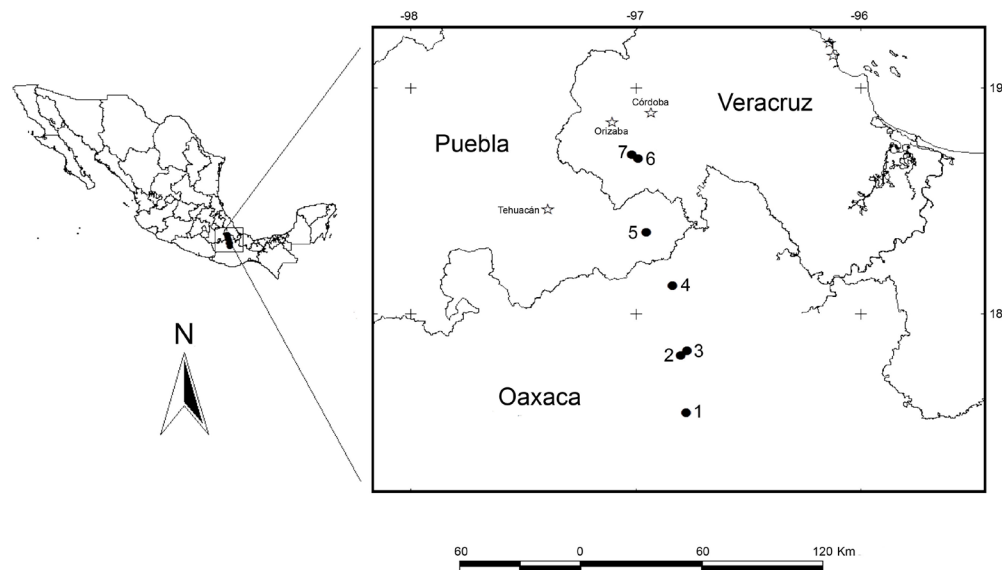 -98 -97 -96
19
Veracruz
Córdoba
Orizaba
Puebla
7 6
Tehuacán
5
4
18
3
2
Oaxaca
1
N
60 0 60 120 Km